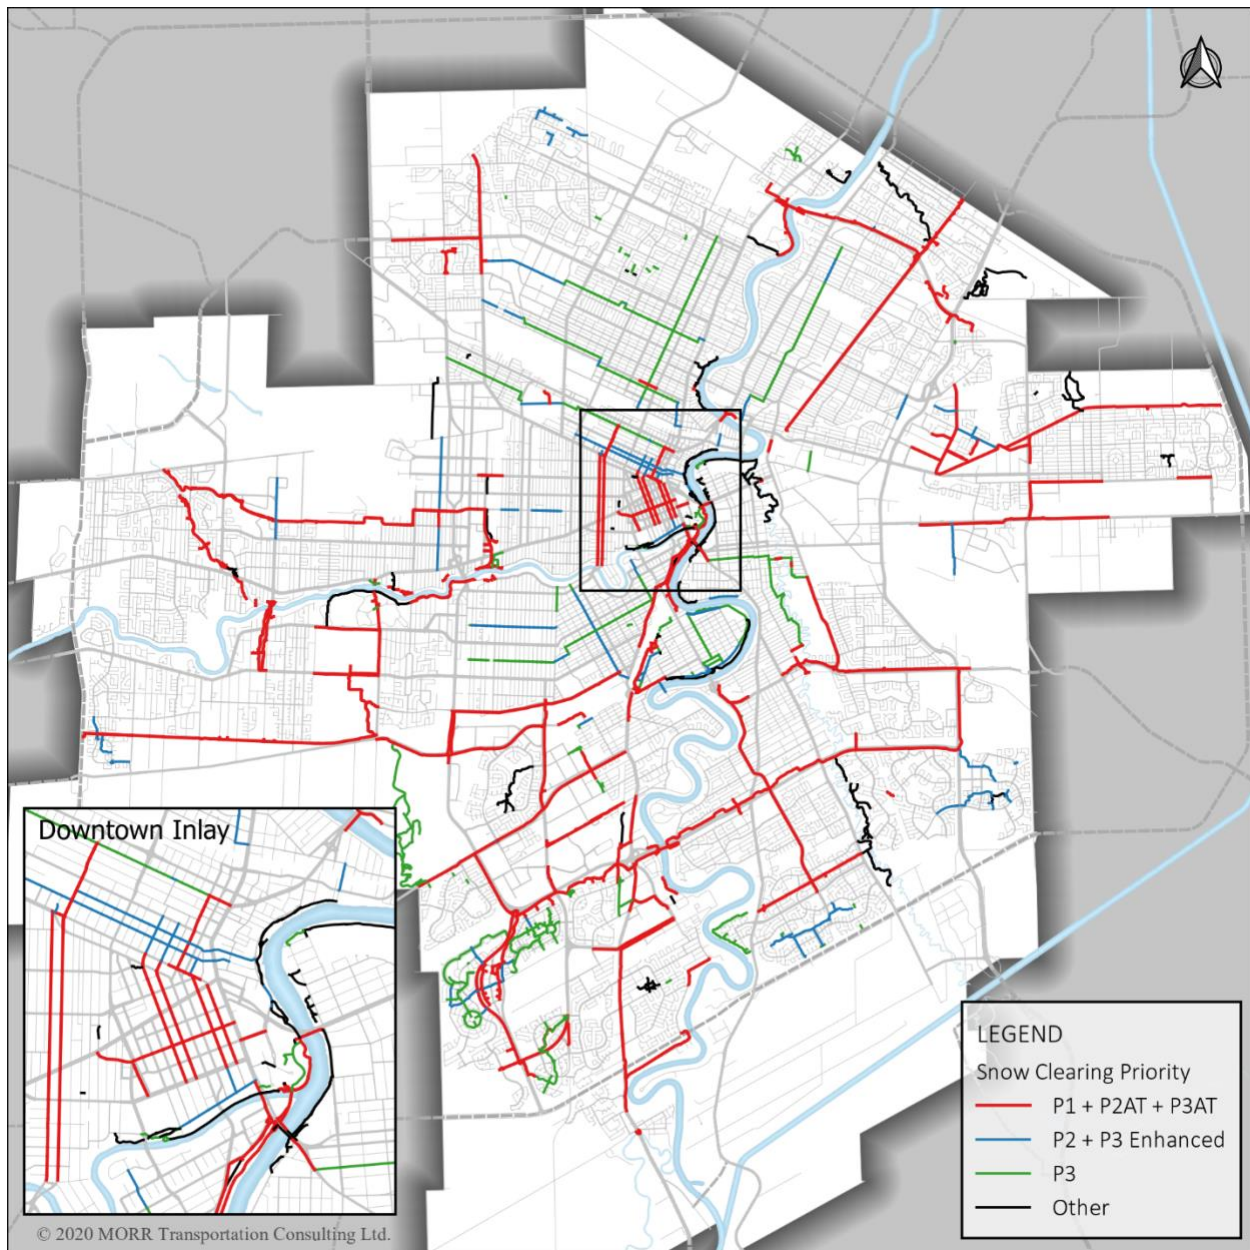 Downtown Inlay
LEGEND
Snow Clearing Priority
P1 + P2AT + P3AT
P2 + P3 Enhanced
P3
Other
© 2020 MORR Transportation Consulting Ltd.